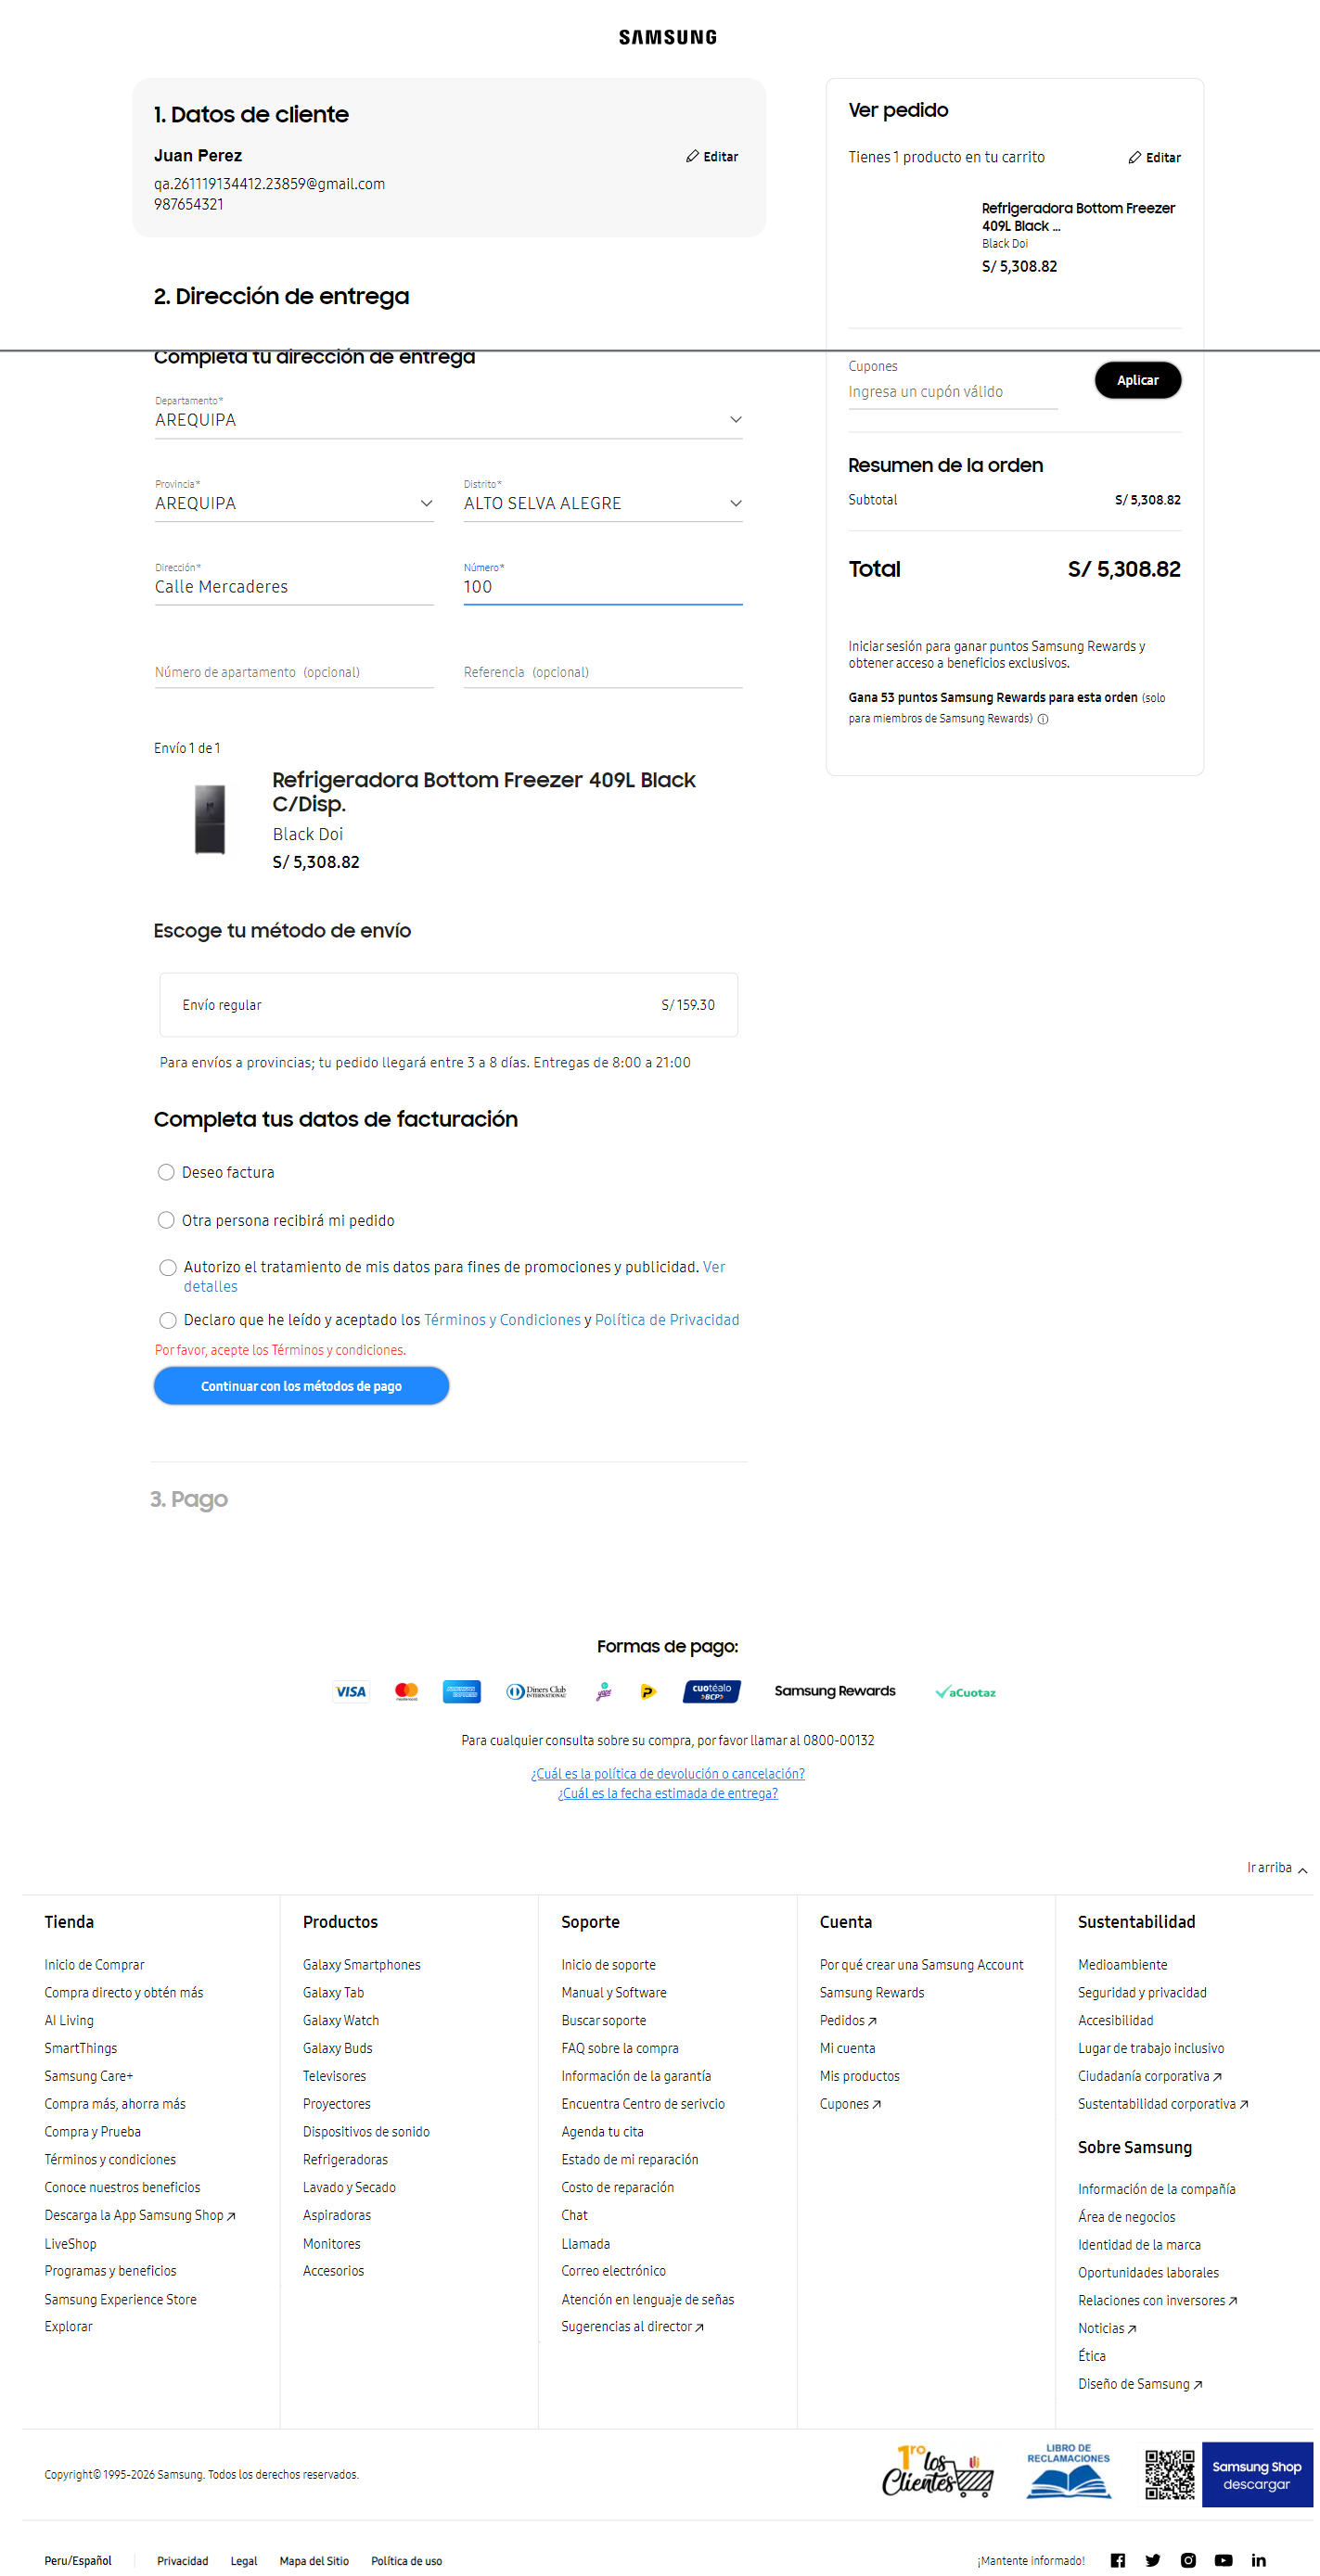 SAMSUNG
1. Datos de cliente
Juan Perez
Editar
qa.261119134412.23859@gmail.com
987654321
2. Dirección de entrega
Completa tu dirección de entrega
Departamento*
AREQUIPA
Provincia*
AREQUIPA
Distrito*
ALTO SELVA ALEGRE
Dirección*
Calle Mercaderes
Número*
100
Número de apartamento (opcional)
Referencia (opcional)
Envío 1 de 1
Refrigeradora Bottom Freezer 409L Black
C/Disp.
Black Doi
S/ 5,308.82
Escoge tu método de envío
Envío regular
S/ 159.30
Para envíos a provincias; tu pedido llegará entre 3 a 8 días. Entregas de 8:00 a 21:00
Completa tus datos de facturación
Deseo factura
Otra persona recibirá mi pedido
Autorizo el tratamiento de mis datos para fines de promociones y publicidad. Ver
detalles
Declaro que he leído y aceptado los Términos y Condiciones y Política de Privacidad
Por favor, acepte los Términos y condiciones.
Continuar con los métodos de pago
3. Pago
Ver pedido
Tienes 1 producto en tu carrito
Editar
Refrigeradora Bottom Freezer
409L Black ...
Black Doi
S/ 5,308.82
Cupones
Ingresa un cupón válido
Aplicar
Resumen de la orden
Subtotal
S/ 5,308.82
Total
S/ 5,308.82
Iniciar sesión para ganar puntos Samsung Rewards y
obtener acceso a beneficios exclusivos.
Gana 53 puntos Samsung Rewards para esta orden (solo
para miembros de Samsung Rewards)
Formas de pago:
VISA
mastercard
AMERICAN EXPRESS
Diners Club
INTERNATIONAL
yape
cuotéalo
›BCP›
Samsung Rewards
aCuotaz
Para cualquier consulta sobre su compra, por favor llamar al 0800-00132
¿Cuál es la política de devolución o cancelación?
¿Cuál es la fecha estimada de entrega?
Ir arriba
Tienda
Inicio de Comprar
Compra directo y obtén más
AI Living
SmartThings
Samsung Care+
Compra más, ahorra más
Compra y Prueba
Términos y condiciones
Conoce nuestros beneficios
Descarga la App Samsung Shop
LiveShop
Programas y beneficios
Samsung Experience Store
Explorar
Productos
Galaxy Smartphones
Galaxy Tab
Galaxy Watch
Galaxy Buds
Televisores
Proyectores
Dispositivos de sonido
Refrigeradoras
Lavado y Secado
Aspiradoras
Monitores
Accesorios
Soporte
Inicio de soporte
Manual y Software
Buscar soporte
FAQ sobre la compra
Información de la garantía
Encuentra Centro de serivcio
Agenda tu cita
Estado de mi reparación
Costo de reparación
Chat
Llamada
Correo electrónico
Atención en lenguaje de señas
Sugerencias al director
Cuenta
Por qué crear una Samsung Account
Samsung Rewards
Pedidos
Mi cuenta
Mis productos
Cupones
Sustentabilidad
Medioambiente
Seguridad y privacidad
Accesibilidad
Lugar de trabajo inclusivo
Ciudadanía corporativa
Sustentabilidad corporativa
Sobre Samsung
Información de la compañía
Área de negocios
Identidad de la marca
Oportunidades laborales
Relaciones con inversores
Noticias
Ética
Diseño de Samsung
Copyright© 1995-2026 Samsung. Todos los derechos reservados.
1ro los
Clientes
LIBRO DE
RECLAMACIONES
Samsung Shop
descargar
Peru/Español
Privacidad
Legal
Mapa del Sitio
Política de uso
¡Mantente informado!